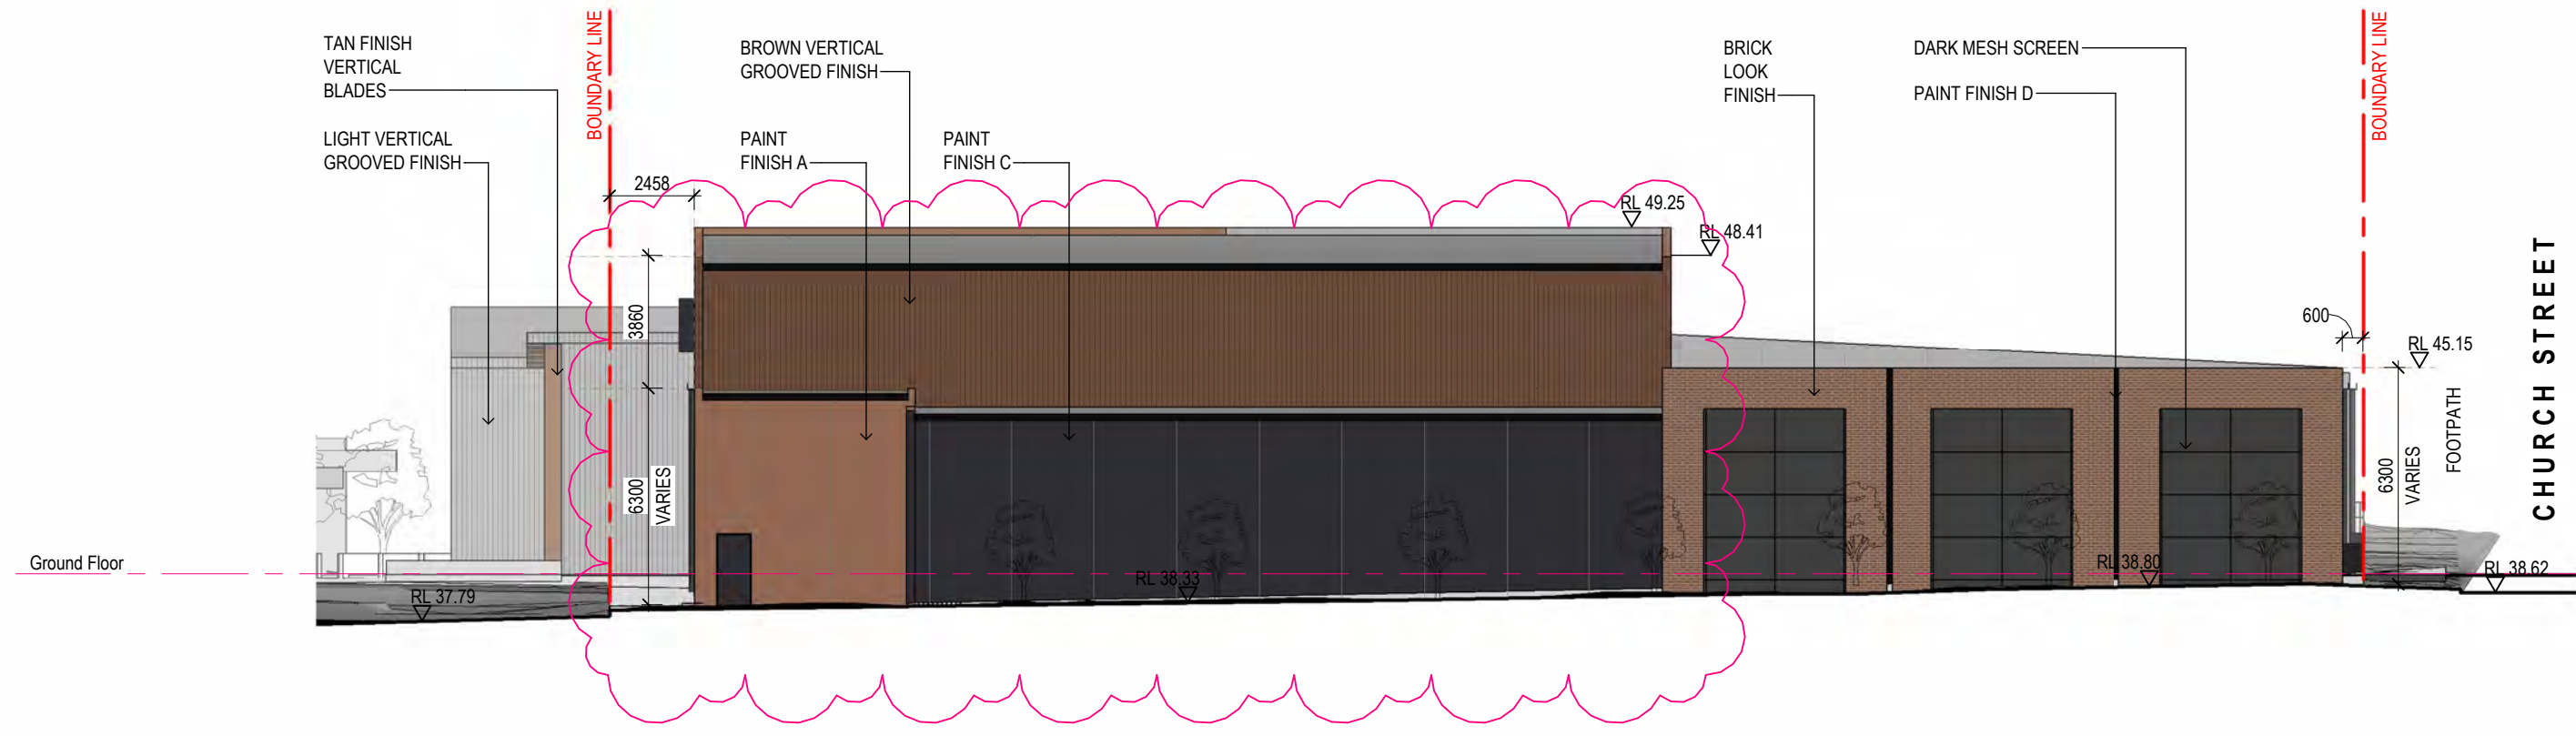 TAN FINISH
VERTICAL
BLADES
LIGHT VERTICAL
GROOVED FINISH
BOUNDARY LINE
BROWN VERTICAL
GROOVED FINISH
PAINT
FINISH A
PAINT
FINISH C
BRICK
LOOK
FINISH
DARK MESH SCREEN
PAINT FINISH D
BOUNDARY LINE
2458
RL 49.25
RL 48.41
3860
6300
VARIES
600
RL 45.15
6300
VARIES
FOOTPATH
CHURCH STREET
Ground Floor
RL 37.79
RL 38.33
RL 38.80
RL 38.62